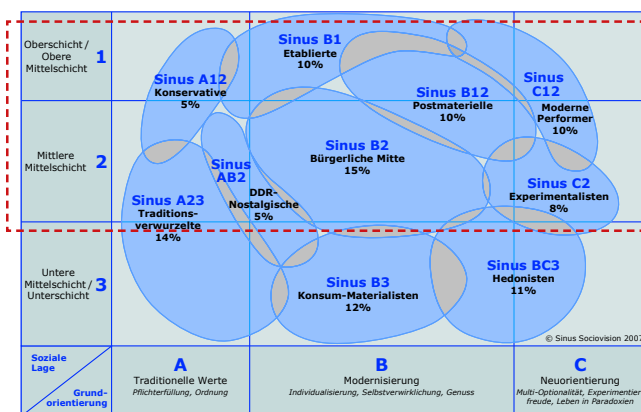 Oberschicht /
Obere
Mittelschicht
1
Mittlere
Mittelschicht
2
Untere
Mittelschicht /
Unterschicht
3
Sinus B1
Etablierte
10%
Sinus A12
Konservative
5%
Sinus B12
Postmaterielle
10%
Sinus
C12
Moderne
Performer
10%
Sinus B2
Bürgerliche Mitte
15%
Sinus
AB2
DDR-
Nostalgische
5%
Sinus A23
Traditions-
verwurzelte
14%
Sinus C2
Experimentalisten
8%
Sinus B3
Konsum-Materialisten
12%
Sinus BC3
Hedonisten
11%
© Sinus Sociovision 2007
Soziale
Lage
Grund-
orientierung
A
Traditionelle Werte
Pflichterfüllung, Ordnung
B
Modernisierung
Individualisierung, Selbstverwirklichung, Genuss
C
Neuorientierung
Multi-Optionalität, Experimentier-
freude, Leben in Paradoxien